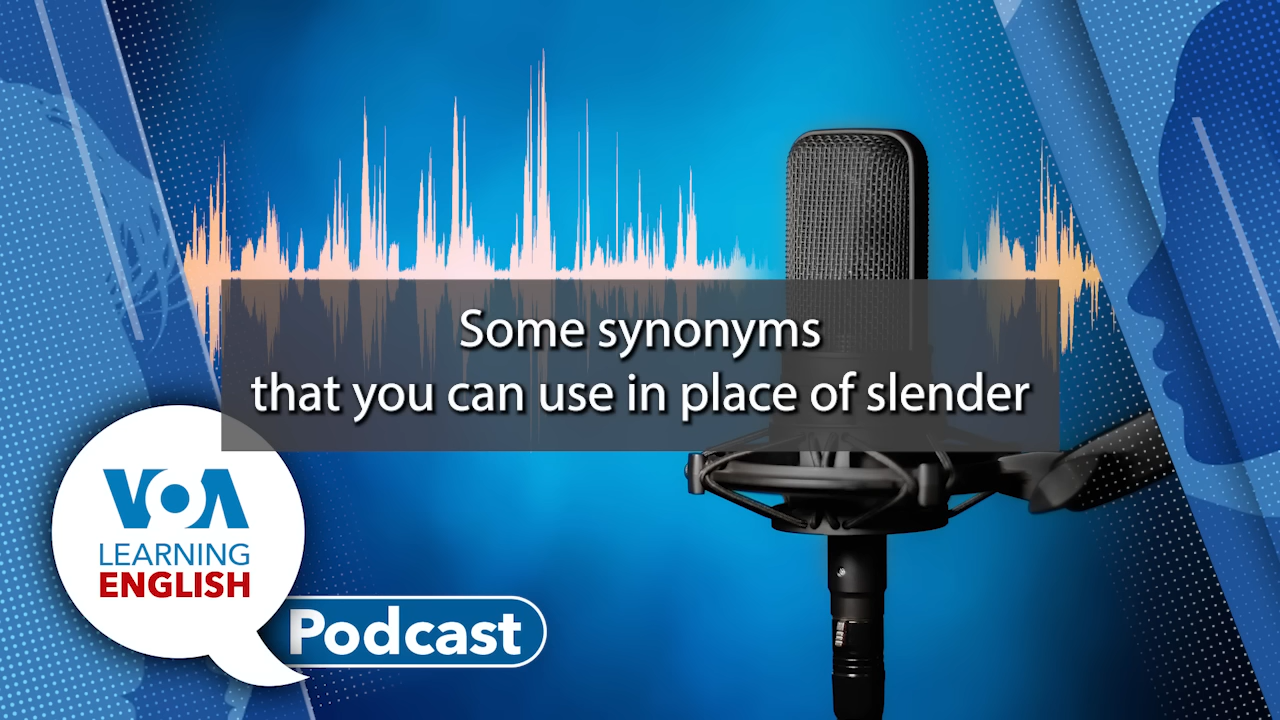 Some synonyms
that you can use in place of slender
VOA
LEARNING
ENGLISH
Podcast